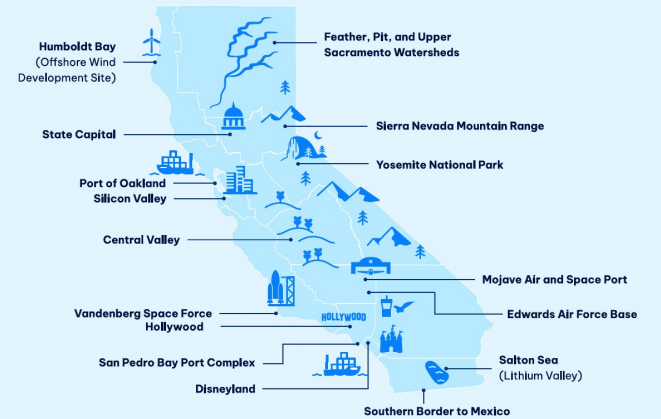 Humboldt Bay
(Offshore Wind
Development Site)
Feather, Pit, and Upper
Sacramento Watersheds
State Capital
Sierra Nevada Mountain Range
Yosemite National Park
Port of Oakland
Silicon Valley
Central Valley
Mojave Air and Space Port
Vandenberg Space Force
Edwards Air Force Base
HOLLYWOOD
Hollywood
San Pedro Bay Port Complex
Salton Sea
(Lithium Valley)
Disneyland
Southern Border to Mexico